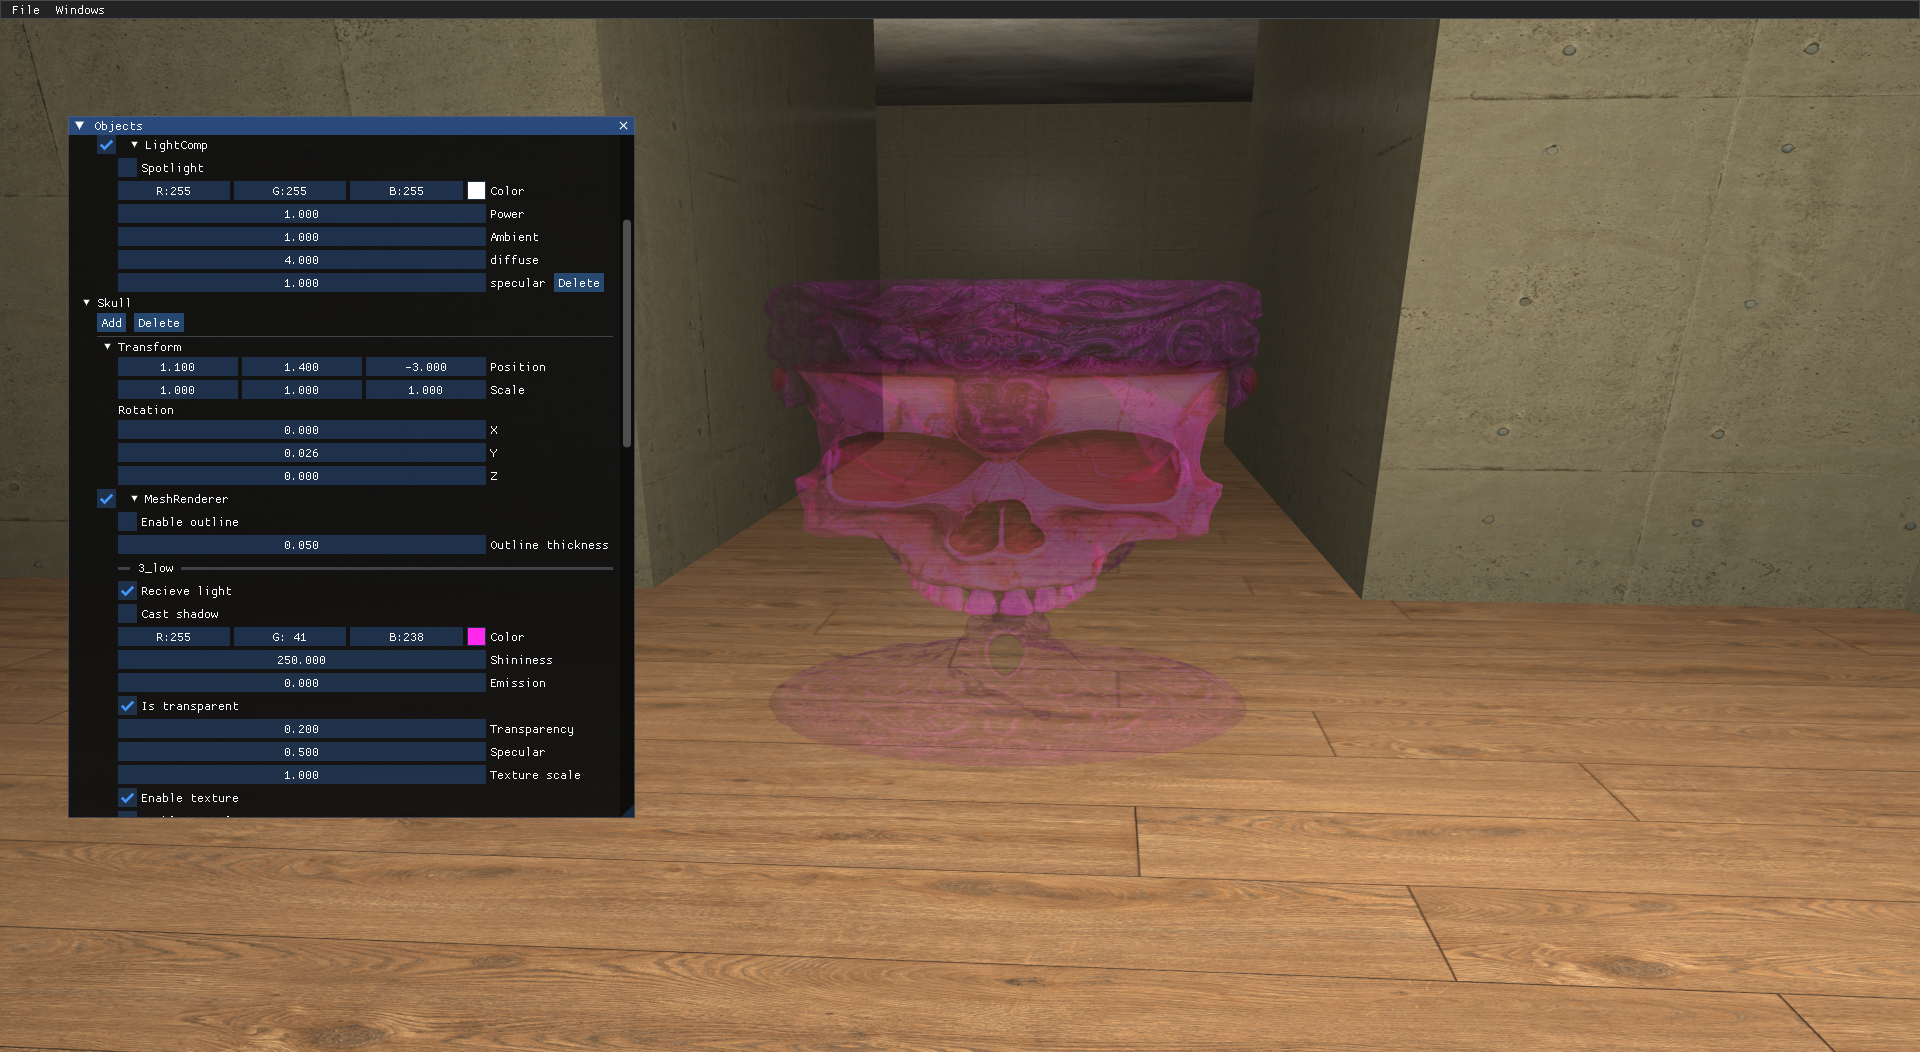 File Windows
Objects
LightComp
Spotlight
R:255 G:255 B:255 Color
1.000 Power
1.000 Ambient
4.000 diffuse
1.000 specular Delete
Skull
Add Delete
Transform
1.100 1.400 -3.000 Position
1.000 1.000 1.000 Scale
Rotation
0.000 X
0.026 Y
0.000 Z
MeshRenderer
Enable outline
0.050 Outline thickness
3_low
Recieve light
Cast shadow
R:255 G: 41 B:238 Color
250.000 Shininess
0.000 Emission
Is transparent
0.200 Transparency
0.500 Specular
1.000 Texture scale
Enable texture